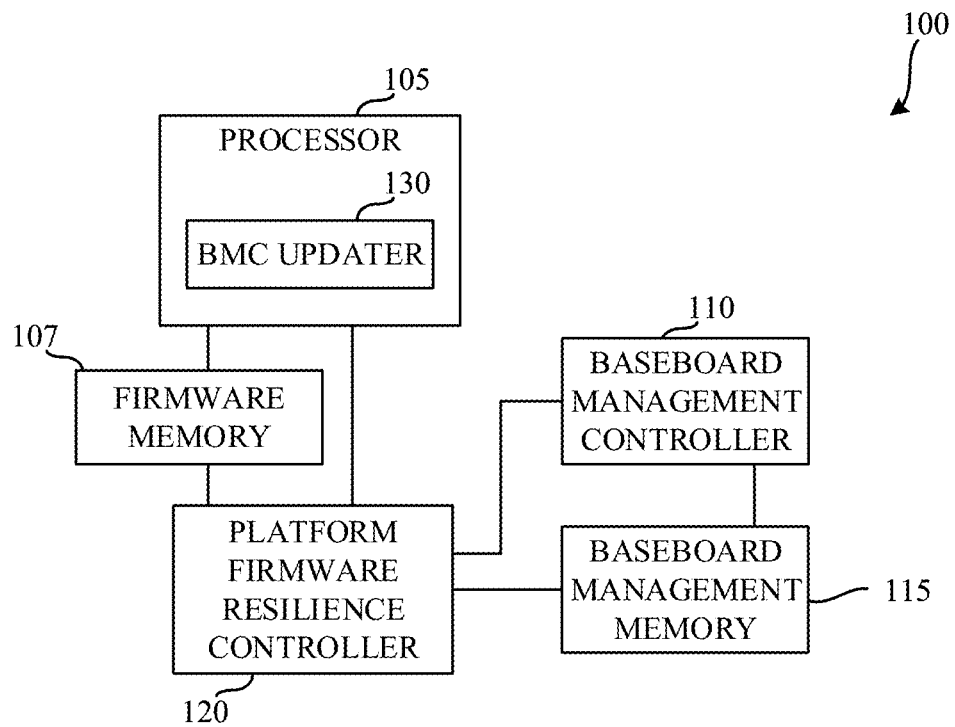 100
105
PROCESSOR
130
BMC UPDATER
107
FIRMWARE
MEMORY
110
BASEBOARD
MANAGEMENT
CONTROLLER
PLATFORM
FIRMWARE
RESILIENCE
CONTROLLER
120
BASEBOARD
MANAGEMENT
MEMORY
115